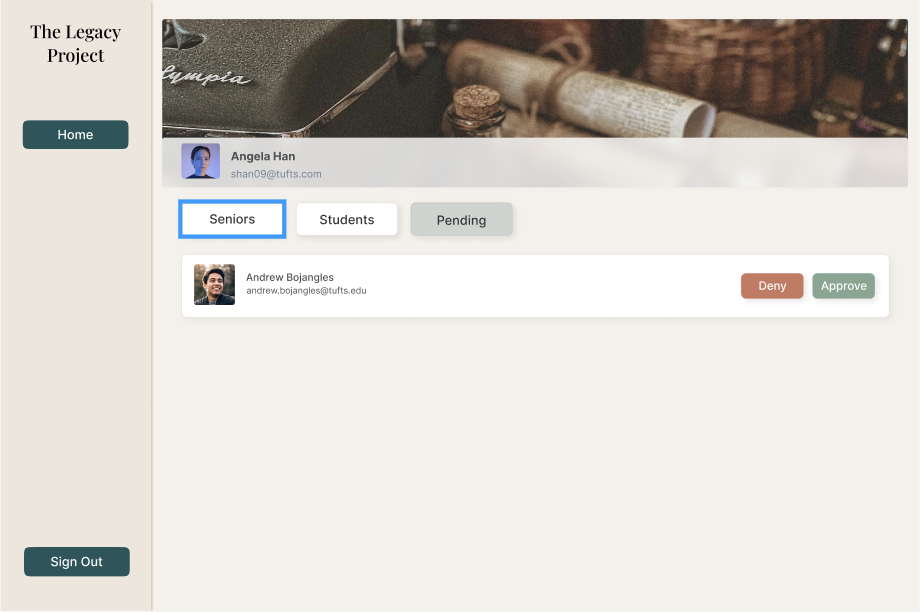 The Legacy
Project
Home
Olympia
Angela Han
shan09@tufts.com
Seniors
Students
Pending
Andrew Bojangles
andrew.bojangles@tufts.edu
Deny
Approve
Sign Out